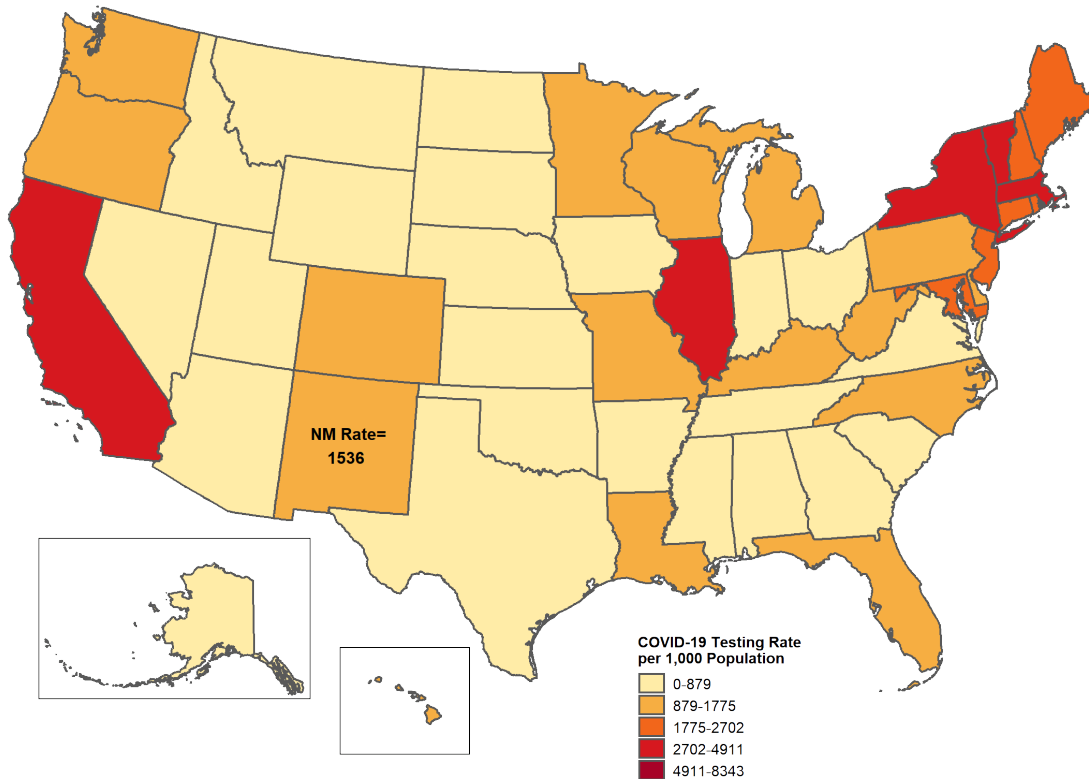 NM Rate=
1536
COVID-19 Testing Rate
per 1,000 Population
0-879
879-1775
1775-2702
2702-4911
4911-8343